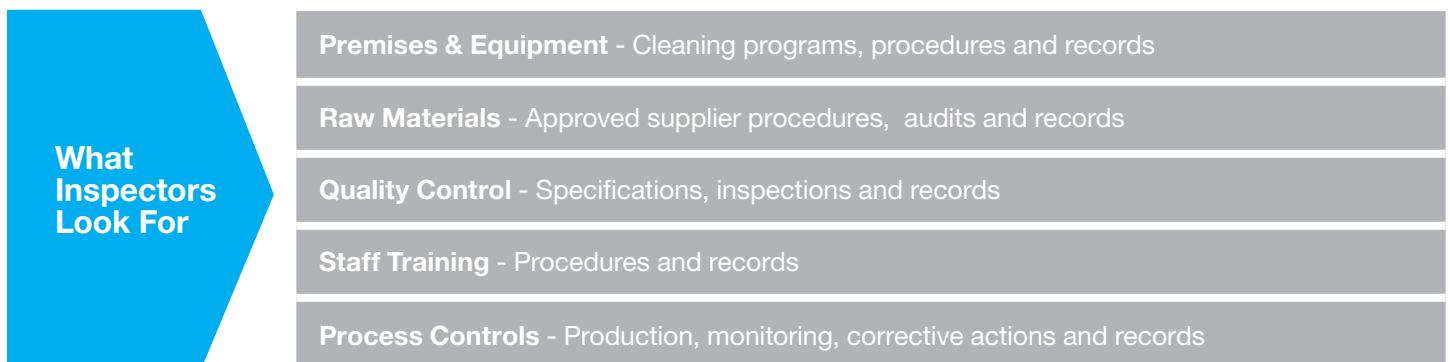 What
Inspectors
Look For
Premises & Equipment - Cleaning programs, procedures and records
Raw Materials - Approved supplier procedures,  audits and records
Quality Control - Specifications, inspections and records
Staff Training - Procedures and records
Process Controls - Production, monitoring, corrective actions and records